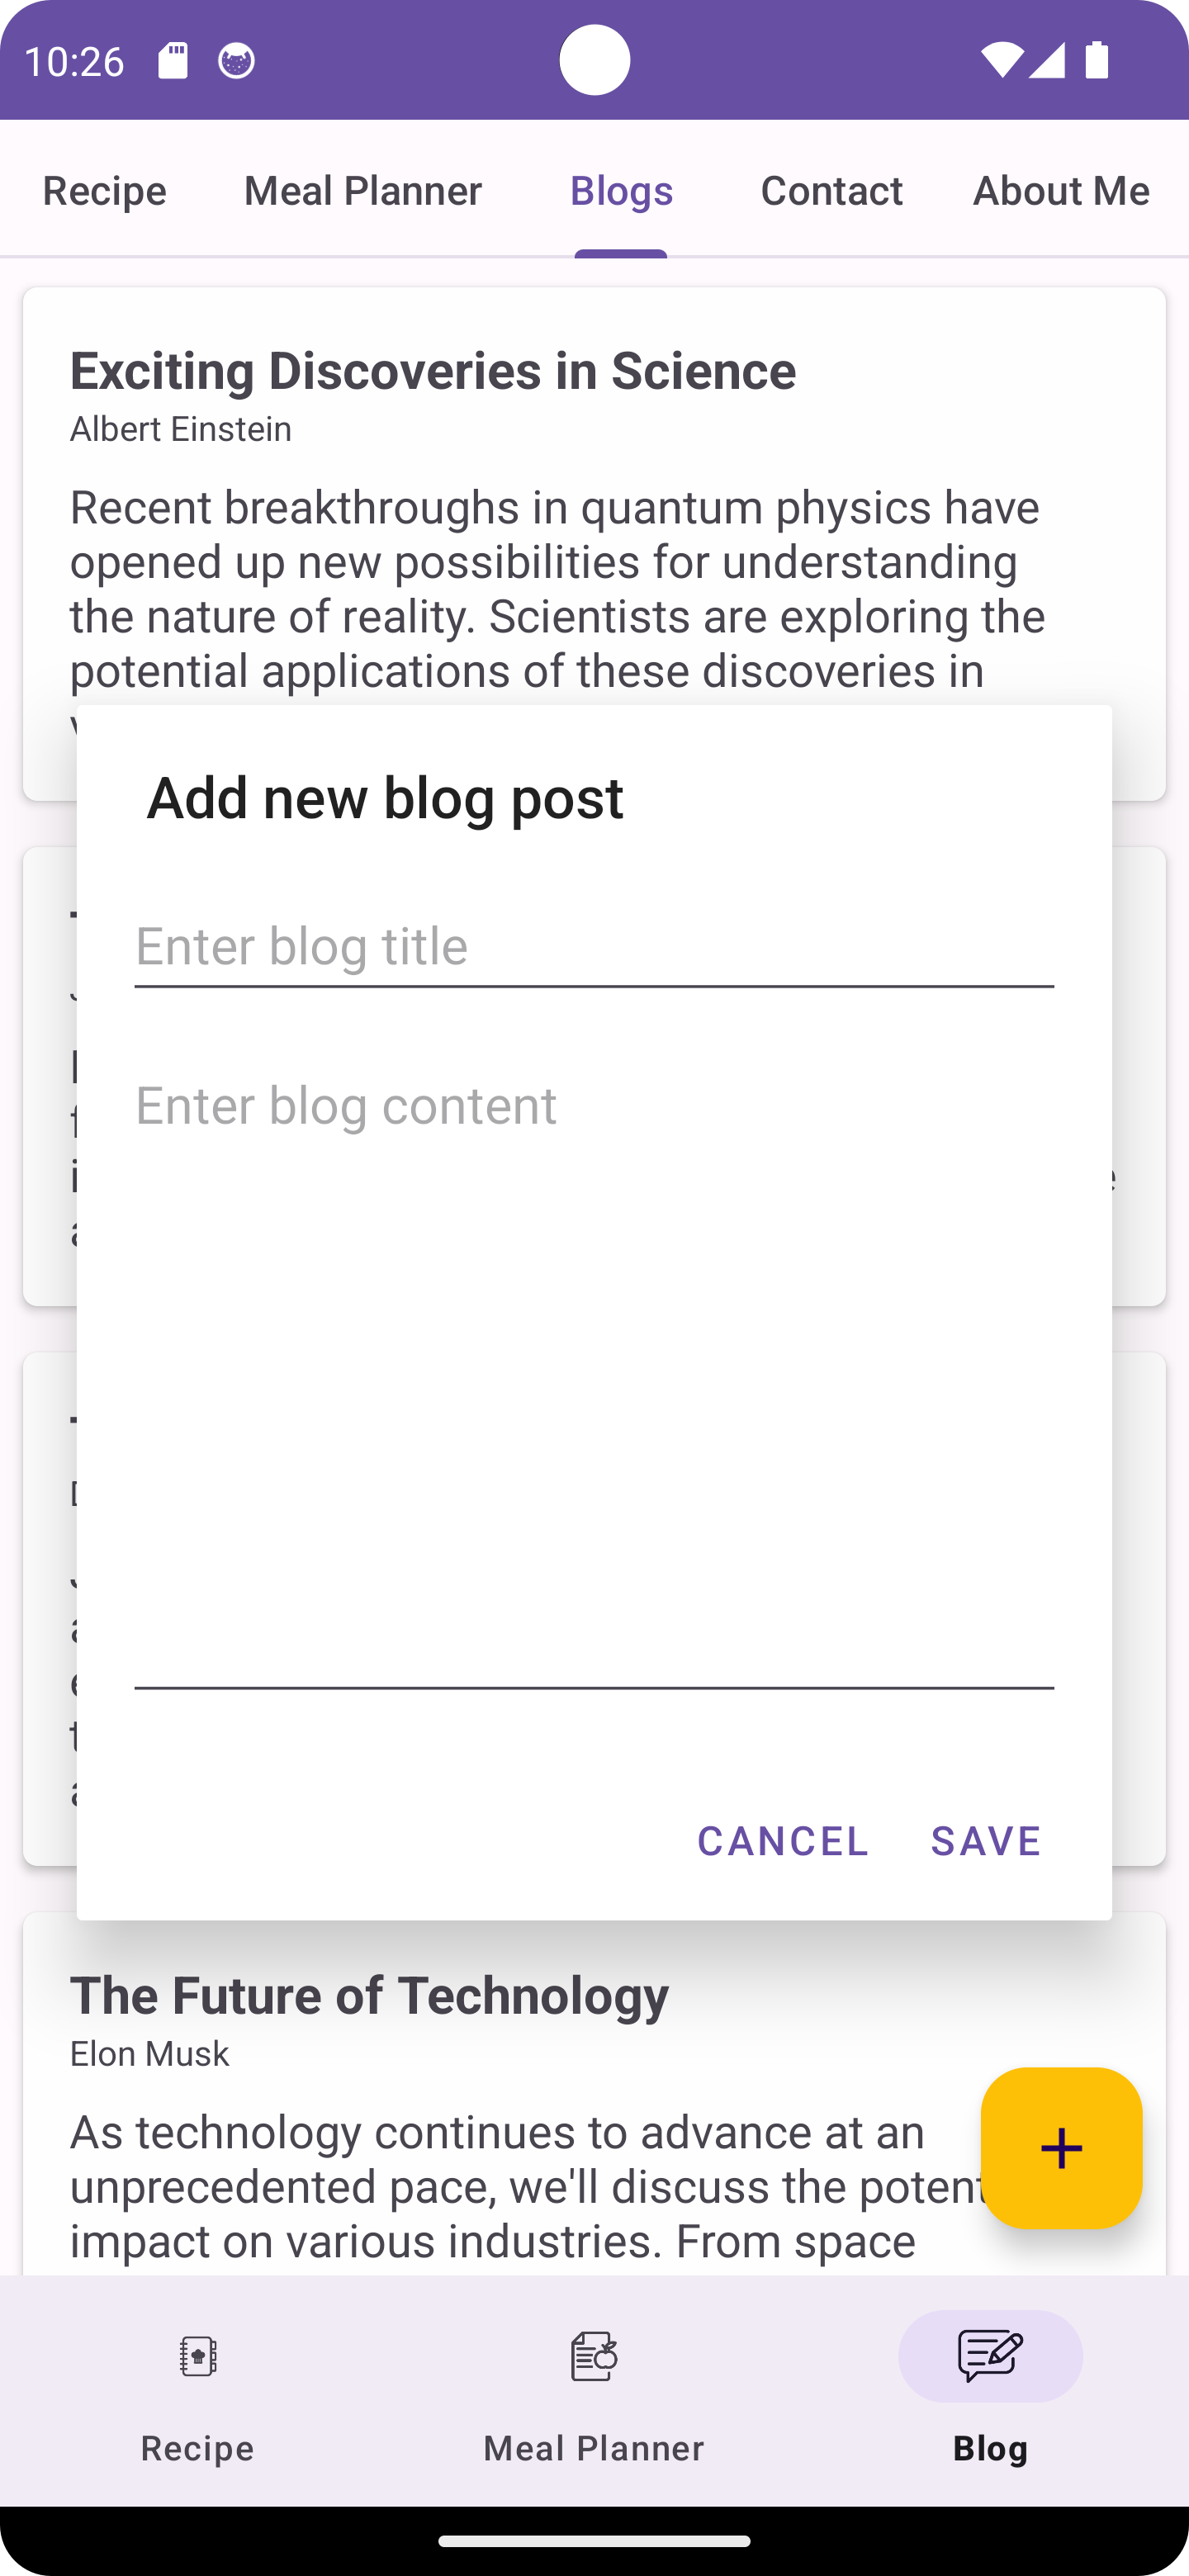 10:26
Recipe Meal Planner Blogs Contact About Me
Exciting Discoveries in Science
Albert Einstein
Recent breakthroughs in quantum physics have
opened up new possibilities for understanding
the nature of reality. Scientists are exploring the
potential applications of these discoveries in
Add new blog post
Enter blog title
Enter blog content
CANCEL SAVE
The Future of Technology
Elon Musk
As technology continues to advance at an
unprecedented pace, we'll discuss the potent
impact on various industries. From space
Recipe Meal Planner Blog